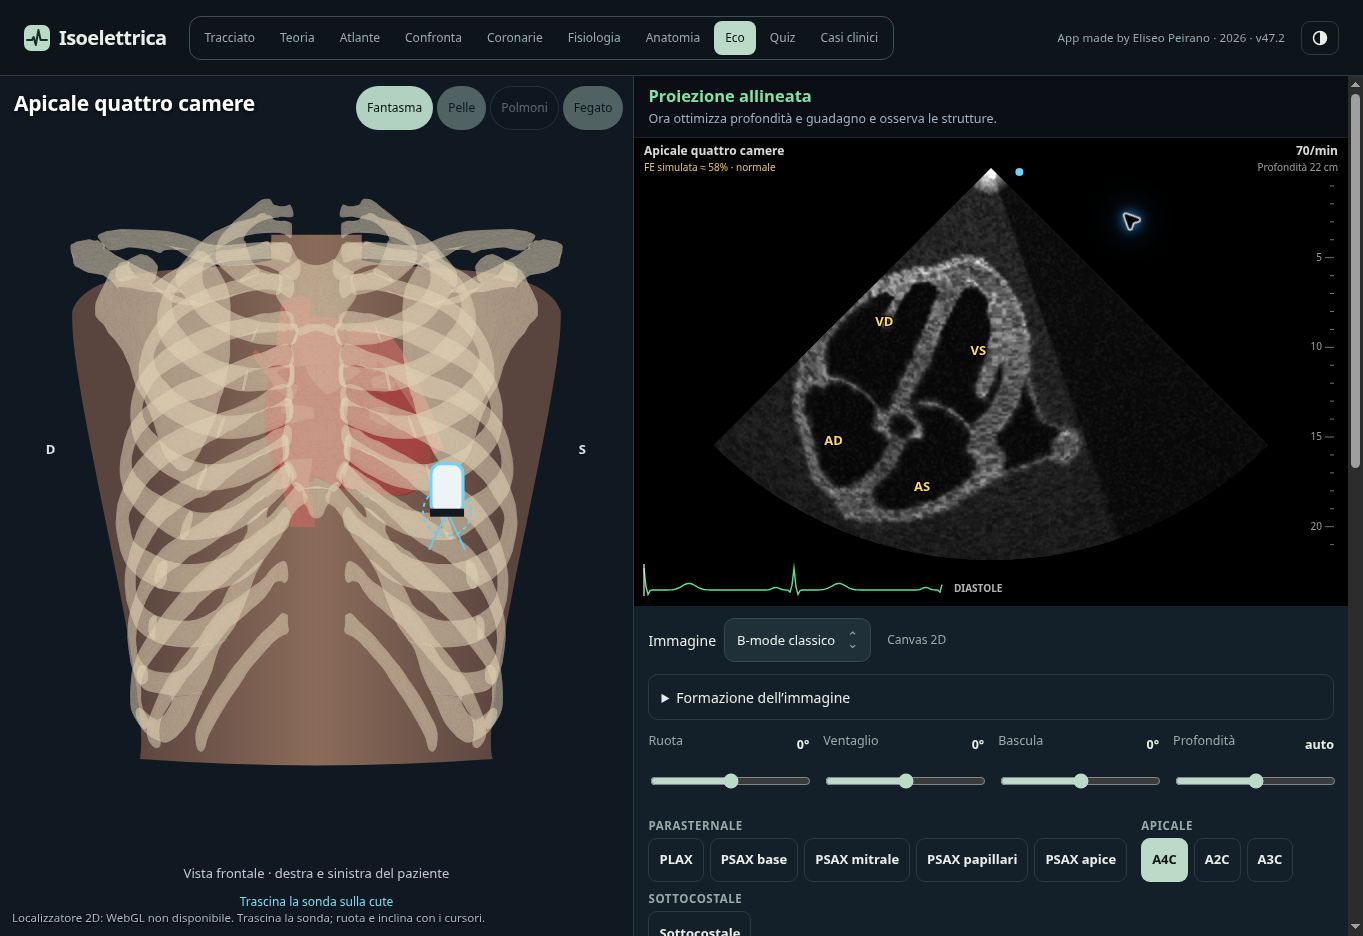 Isoelettrica
Tracciato Teoria Atlante Confronta Coronarie Fisiologia Anatomia Eco Quiz Casi clinici
App made by Eliseo Peirano · 2026 · v47.2
Apicale quattro camere
Fantasma Pelle Polmoni Fegato
D
S
Vista frontale · destra e sinistra del paziente
Trascina la sonda sulla cute
Localizzatore 2D: WebGL non disponibile. Trascina la sonda; ruota e inclina con i cursori.
Proiezione allineata
Ora ottimizza profondità e guadagno e osserva le strutture.
Apicale quattro camere
70/min
FE simulata ≈ 58% · normale
Profondità 22 cm
5
10
15
20
VD
VS
AD
AS
DIASTOLE
Immagine B-mode classico Canvas 2D
▶ Formazione dell’immagine
Ruota 0° Ventaglio 0° Bascula 0° Profondità auto
PARASTERNALE
PLAX PSAX base PSAX mitrale PSAX papillari PSAX apice
APICALE
A4C A2C A3C
SOTTOCOSTALE
Sottocostale